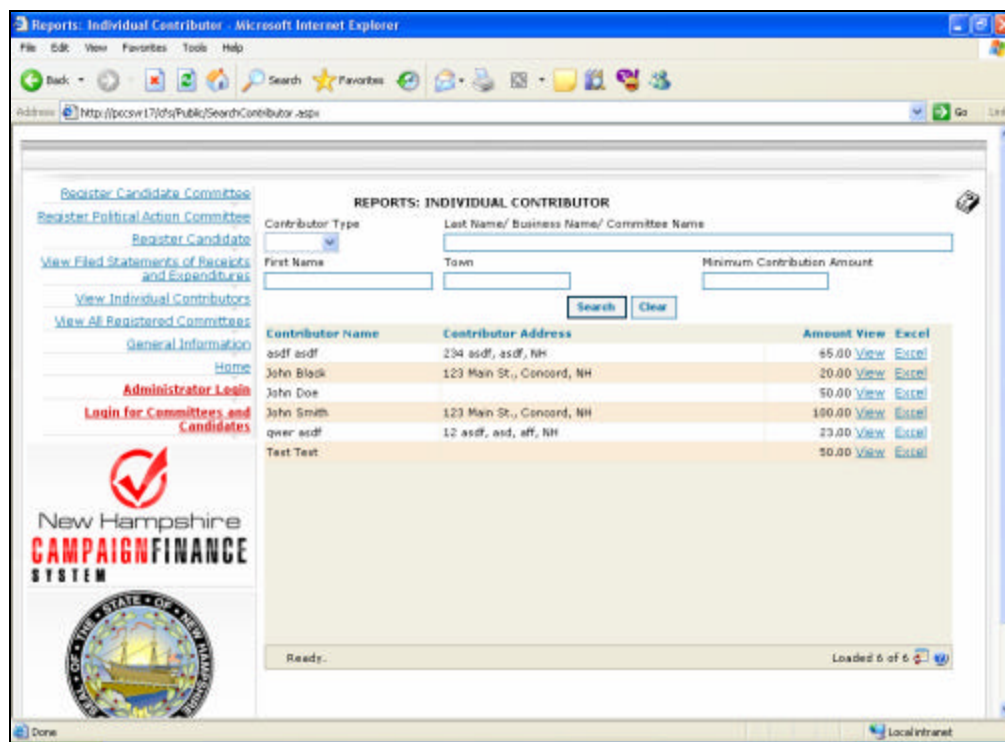 Reports: Individual Contributor - Microsoft Internet Explorer
File Edit View Favorites Tools Help
Back Search Favorites
Address http://pccsw17/cfs/Public/SearchContributor.aspx Go
Register Candidate Committee
Register Political Action Committee
Register Candidate
View Filed Statements of Receipts
and Expenditures
View Individual Contributors
View All Registered Committees
General Information
Home
Administrator Login
Login for Committees and
Candidates
New Hampshire
CAMPAIGNFINANCE
SYSTEM
SEAL OF THE STATE OF NEW HAMPSHIRE
REPORTS: INDIVIDUAL CONTRIBUTOR
Contributor Type Last Name/ Business Name/ Committee Name
First Name Town Minimum Contribution Amount
Search Clear
Contributor Name Contributor Address Amount View Excel
asdf asdf 234 asdf, asdf, NH 65.00 View Excel
John Black 123 Main St., Concord, NH 20.00 View Excel
John Doe 50.00 View Excel
John Smith 123 Main St., Concord, NH 100.00 View Excel
qwer asdf 12 asdf, asd, aff, NH 23.00 View Excel
Test Test 50.00 View Excel
Ready. Loaded 6 of 6
Done Local intranet